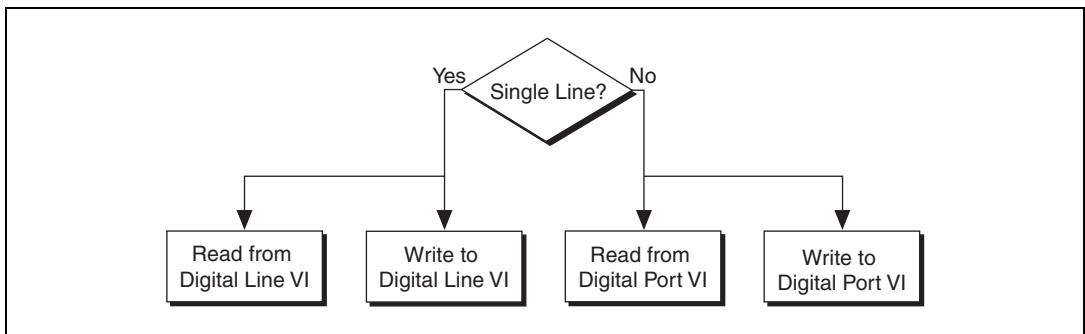 Yes
No
Single Line?
Read from
Digital Line VI
Write to
Digital Line VI
Read from
Digital Port VI
Write to
Digital Port VI